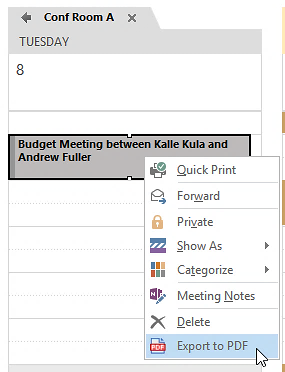 Conf Room A
TUESDAY
8
Budget Meeting between Kalle Kula and
Andrew Fuller
Quick Print
Forward
Private
Show As
Categorize
Meeting Notes
Delete
PDF
Export to PDF